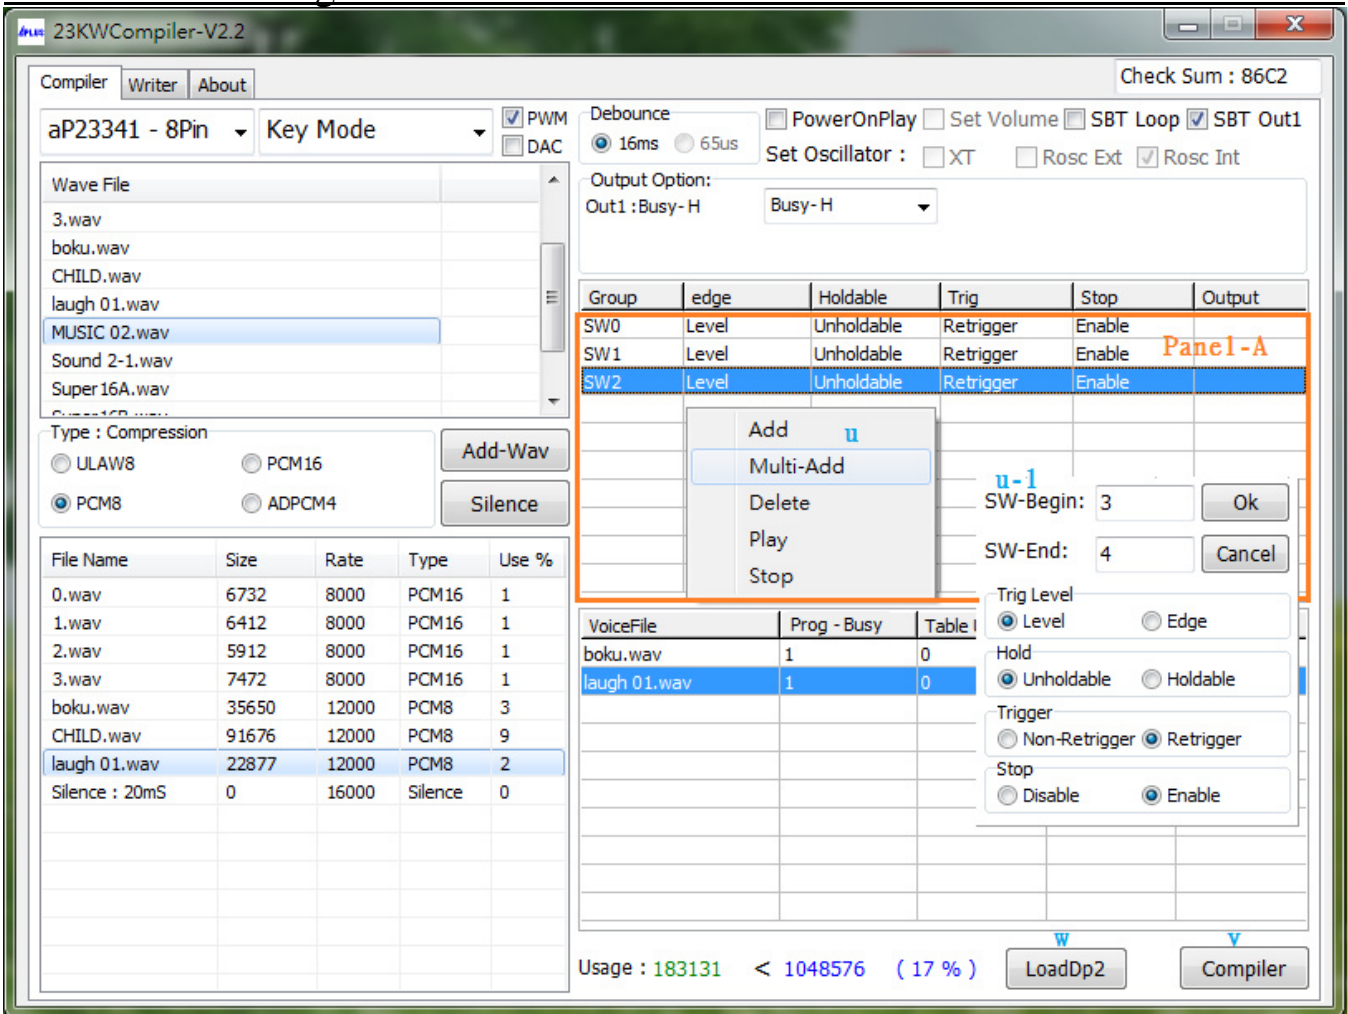 APLUS 23KWCompiler-V2.2
Compiler Writer About
Check Sum : 86C2
aP23341 - 8Pin Key Mode
PWM
DAC
Debounce
16ms 65us
PowerOnPlay Set Volume SBT Loop SBT Out1
Set Oscillator : XT Rosc Ext Rosc Int
Output Option:
Out1 :Busy-H Busy-H
Wave File
3.wav
boku.wav
CHILD.wav
laugh 01.wav
MUSIC 02.wav
Sound 2-1.wav
Super16A.wav
Type : Compression
ULAW8 PCM16
PCM8 ADPCM4
Add-Wav
Silence
Group edge Holdable Trig Stop Output
SW0 Level Unholdable Retrigger Enable
SW1 Level Unholdable Retrigger Enable
SW2 Level Unholdable Retrigger Enable
Panel-A
Add u
Multi-Add
Delete
Play
Stop
u-1
SW-Begin: 3 Ok
SW-End: 4 Cancel
Trig Level
Level Edge
Hold
Unholdable Holdable
Trigger
Non-Retrigger Retrigger
Stop
Disable Enable
File Name Size Rate Type Use %
0.wav 6732 8000 PCM16 1
1.wav 6412 8000 PCM16 1
2.wav 5912 8000 PCM16 1
3.wav 7472 8000 PCM16 1
boku.wav 35650 12000 PCM8 3
CHILD.wav 91676 12000 PCM8 9
laugh 01.wav 22877 12000 PCM8 2
Silence : 20mS 0 16000 Silence 0
VoiceFile Prog - Busy Table
boku.wav 1 0
laugh 01.wav 1 0
w v
Usage : 183131 < 1048576 ( 17 % ) LoadDp2 Compiler